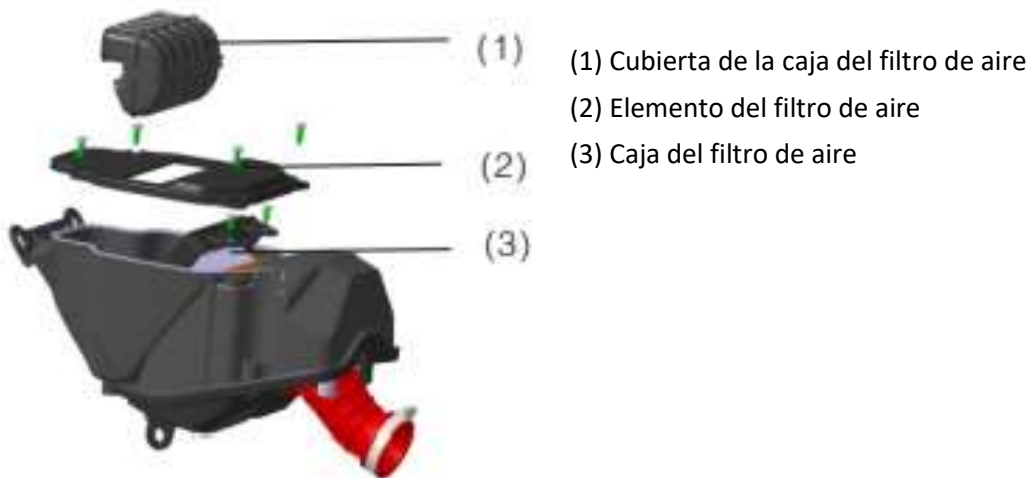 (1)
(1) Cubierta de la caja del filtro de aire
(2) Elemento del filtro de aire
(2)
(3) Caja del filtro de aire
(3)